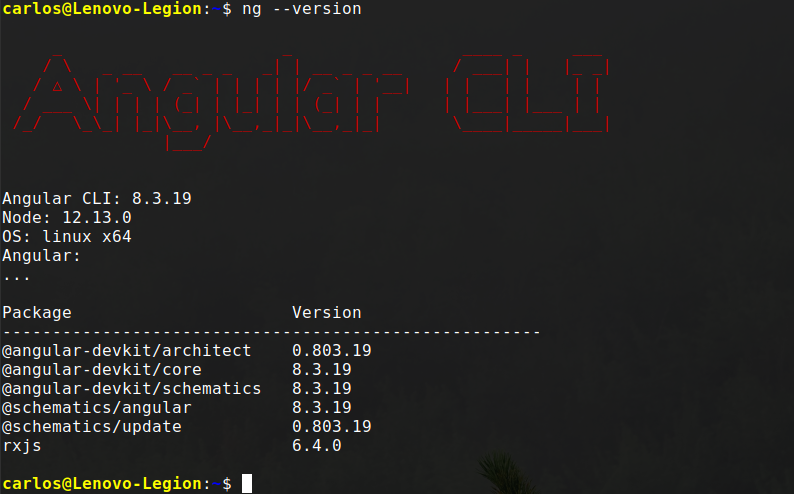 carlos@Lenovo-Legion:~$ ng --version
Angular CLI
Angular CLI: 8.3.19
Node: 12.13.0
OS: linux x64
Angular:
...
Package                      Version
------------------------------------------------------
@angular-devkit/architect    0.803.19
@angular-devkit/core         8.3.19
@angular-devkit/schematics   8.3.19
@schematics/angular          8.3.19
@schematics/update           0.803.19
rxjs                         6.4.0
carlos@Lenovo-Legion:~$